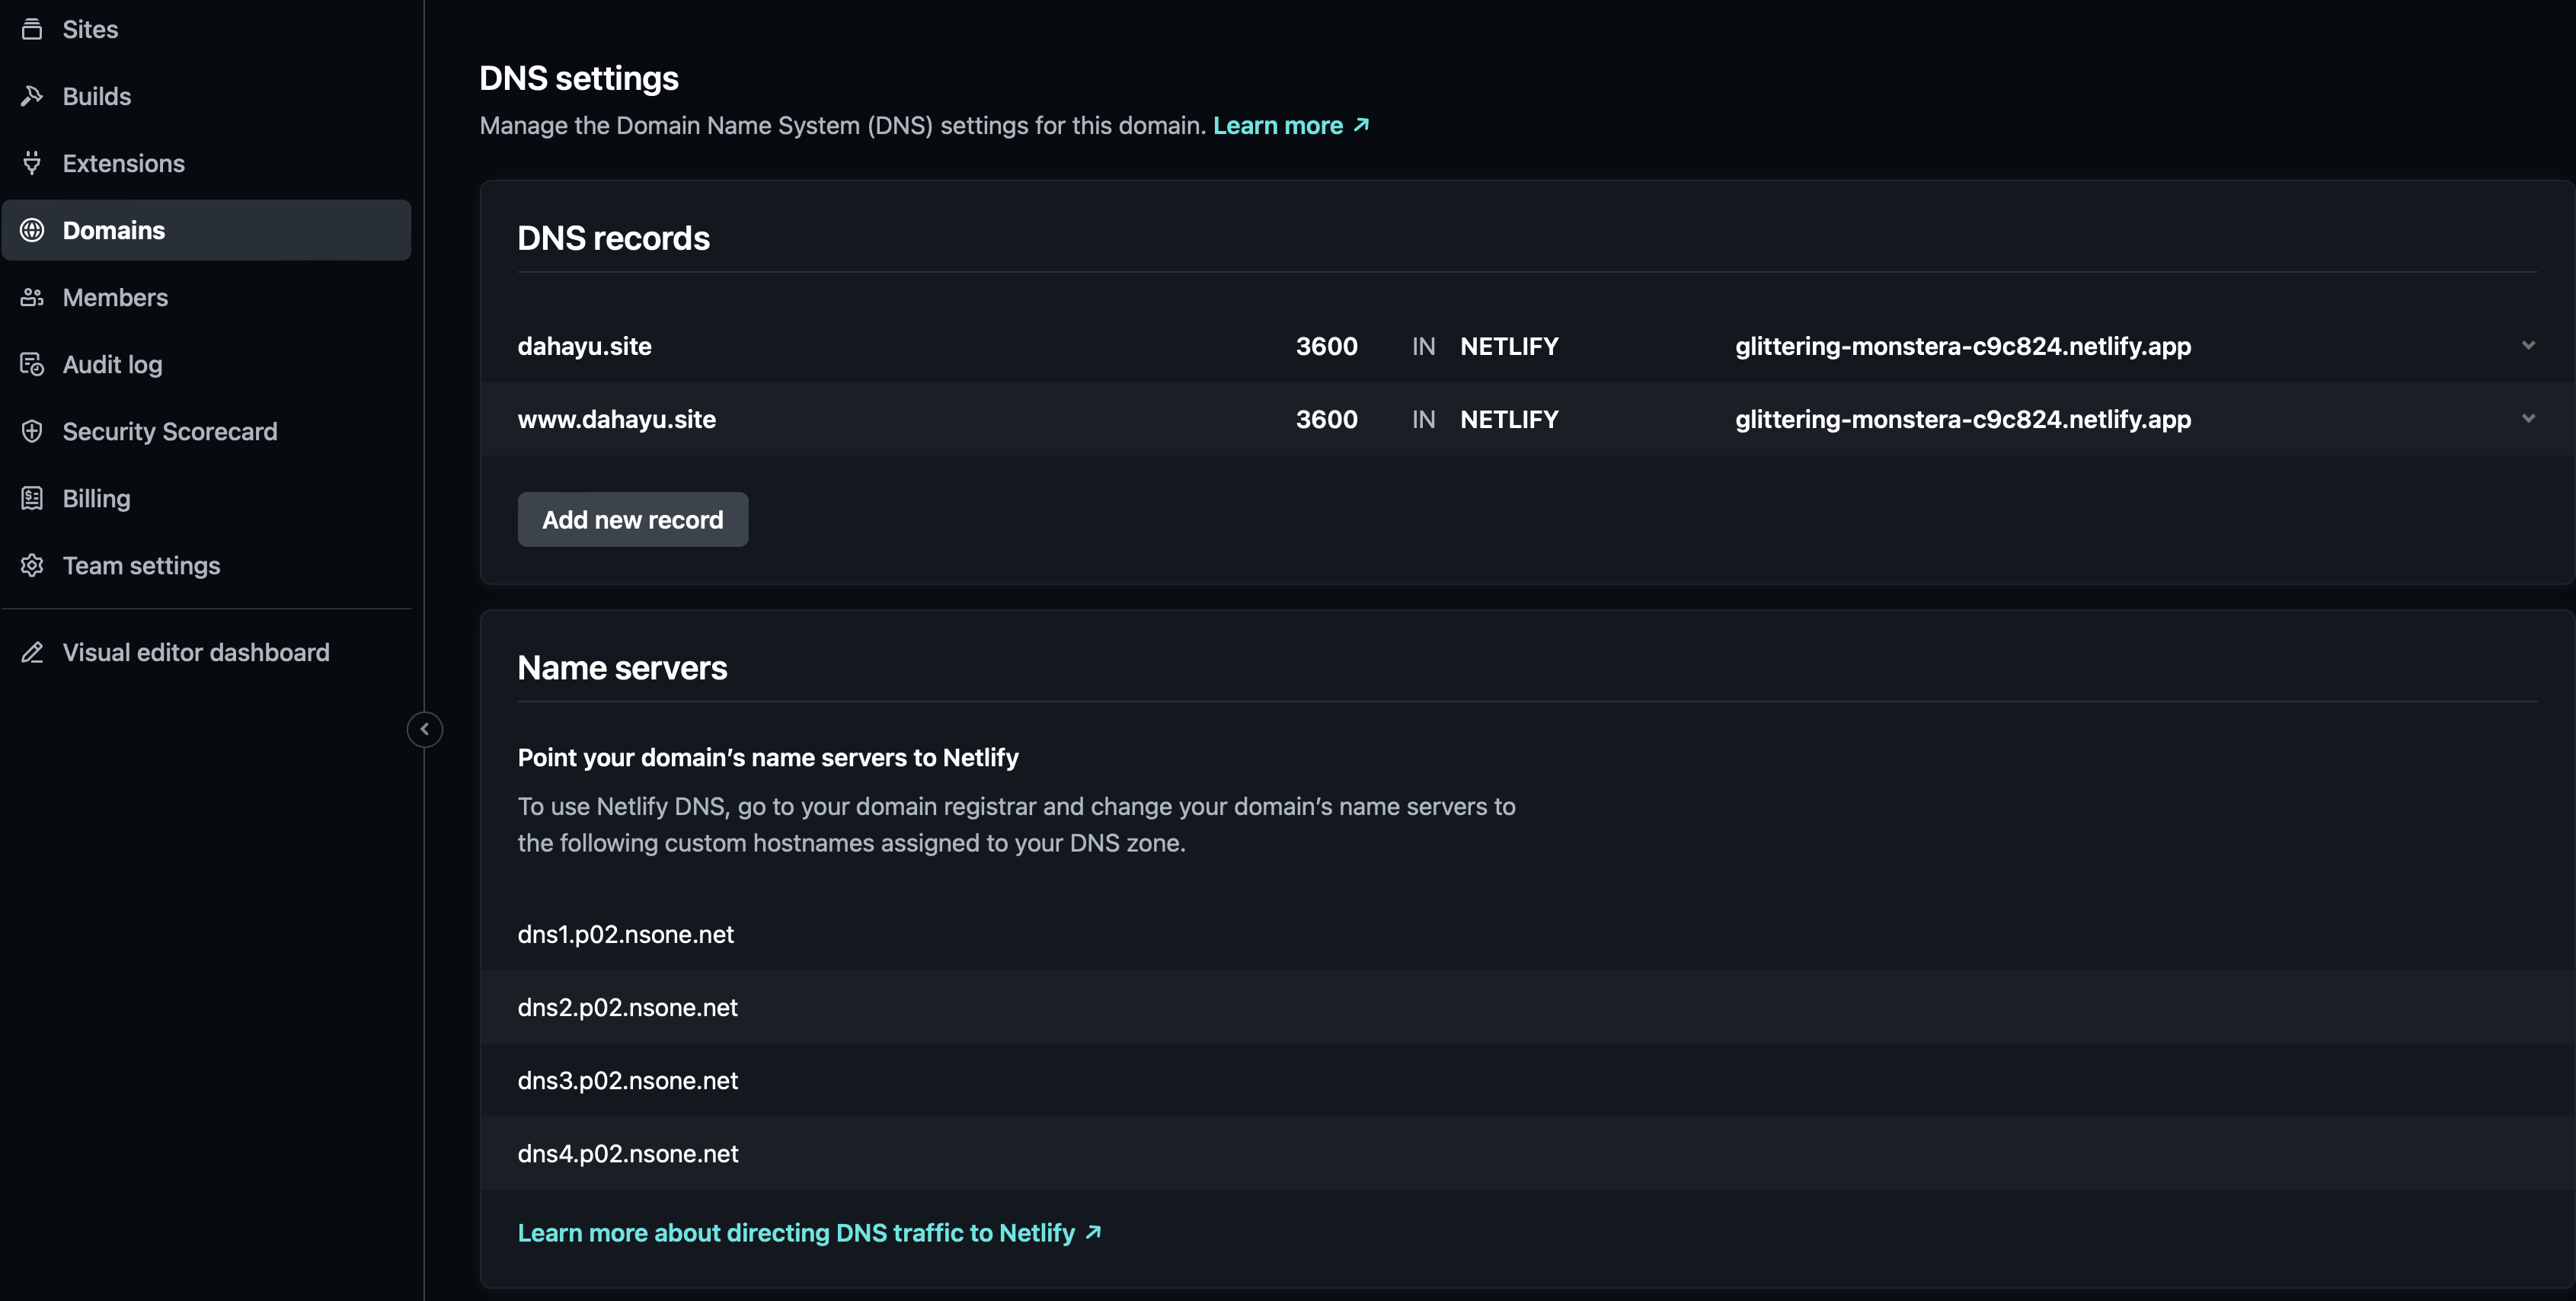 Sites
Builds
Extensions
Domains
Members
Audit log
Security Scorecard
Billing
Team settings
Visual editor dashboard
DNS settings
Manage the Domain Name System (DNS) settings for this domain. Learn more ↗
DNS records
dahayu.site 3600 IN NETLIFY glittering-monstera-c9c824.netlify.app
www.dahayu.site 3600 IN NETLIFY glittering-monstera-c9c824.netlify.app
Add new record
Name servers
Point your domain’s name servers to Netlify
To use Netlify DNS, go to your domain registrar and change your domain’s name servers to
the following custom hostnames assigned to your DNS zone.
dns1.p02.nsone.net
dns2.p02.nsone.net
dns3.p02.nsone.net
dns4.p02.nsone.net
Learn more about directing DNS traffic to Netlify ↗